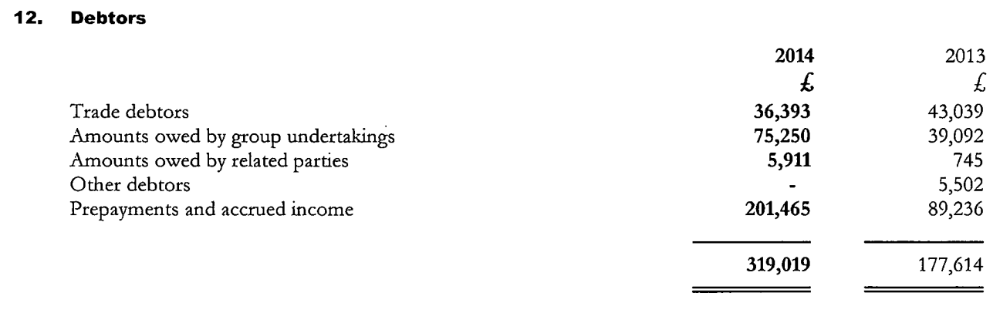 12. Debtors
2014 2013
£ £
Trade debtors 36,393 43,039
Amounts owed by group undertakings 75,250 39,092
Amounts owed by related parties 5,911 745
Other debtors - 5,502
Prepayments and accrued income 201,465 89,236
319,019 177,614